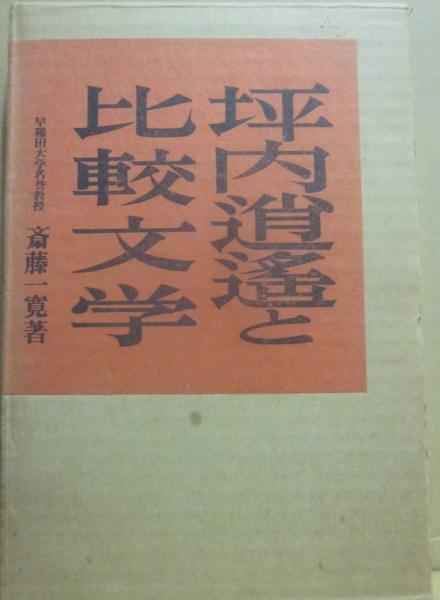 坪内逍遙と
比較文学
早稲田大学名誉教授 斎藤一寛著